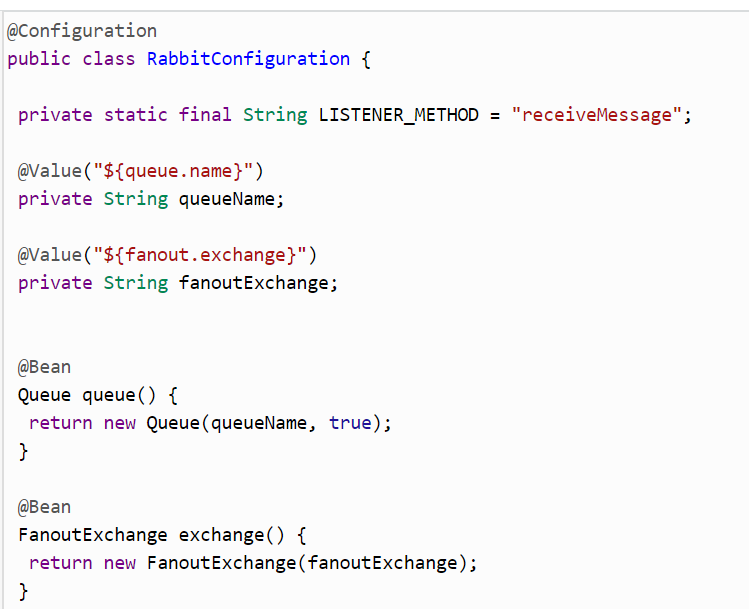 @Configuration
public class RabbitConfiguration {
private static final String LISTENER_METHOD = "receiveMessage";
@Value("${queue.name}")
private String queueName;
@Value("${fanout.exchange}")
private String fanoutExchange;
@Bean
Queue queue() {
return new Queue(queueName, true);
}
@Bean
FanoutExchange exchange() {
return new FanoutExchange(fanoutExchange);
}